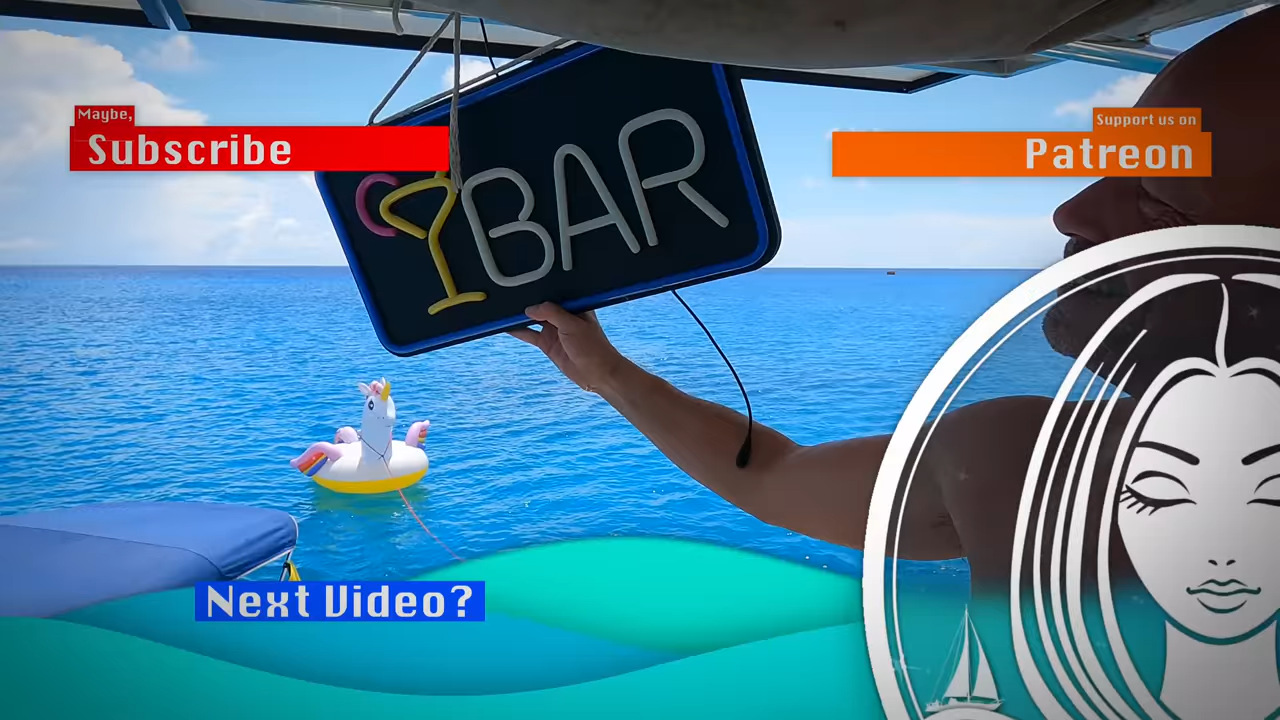 Maybe,
Subscribe
Support us on
Patreon
BAR
Next Video?